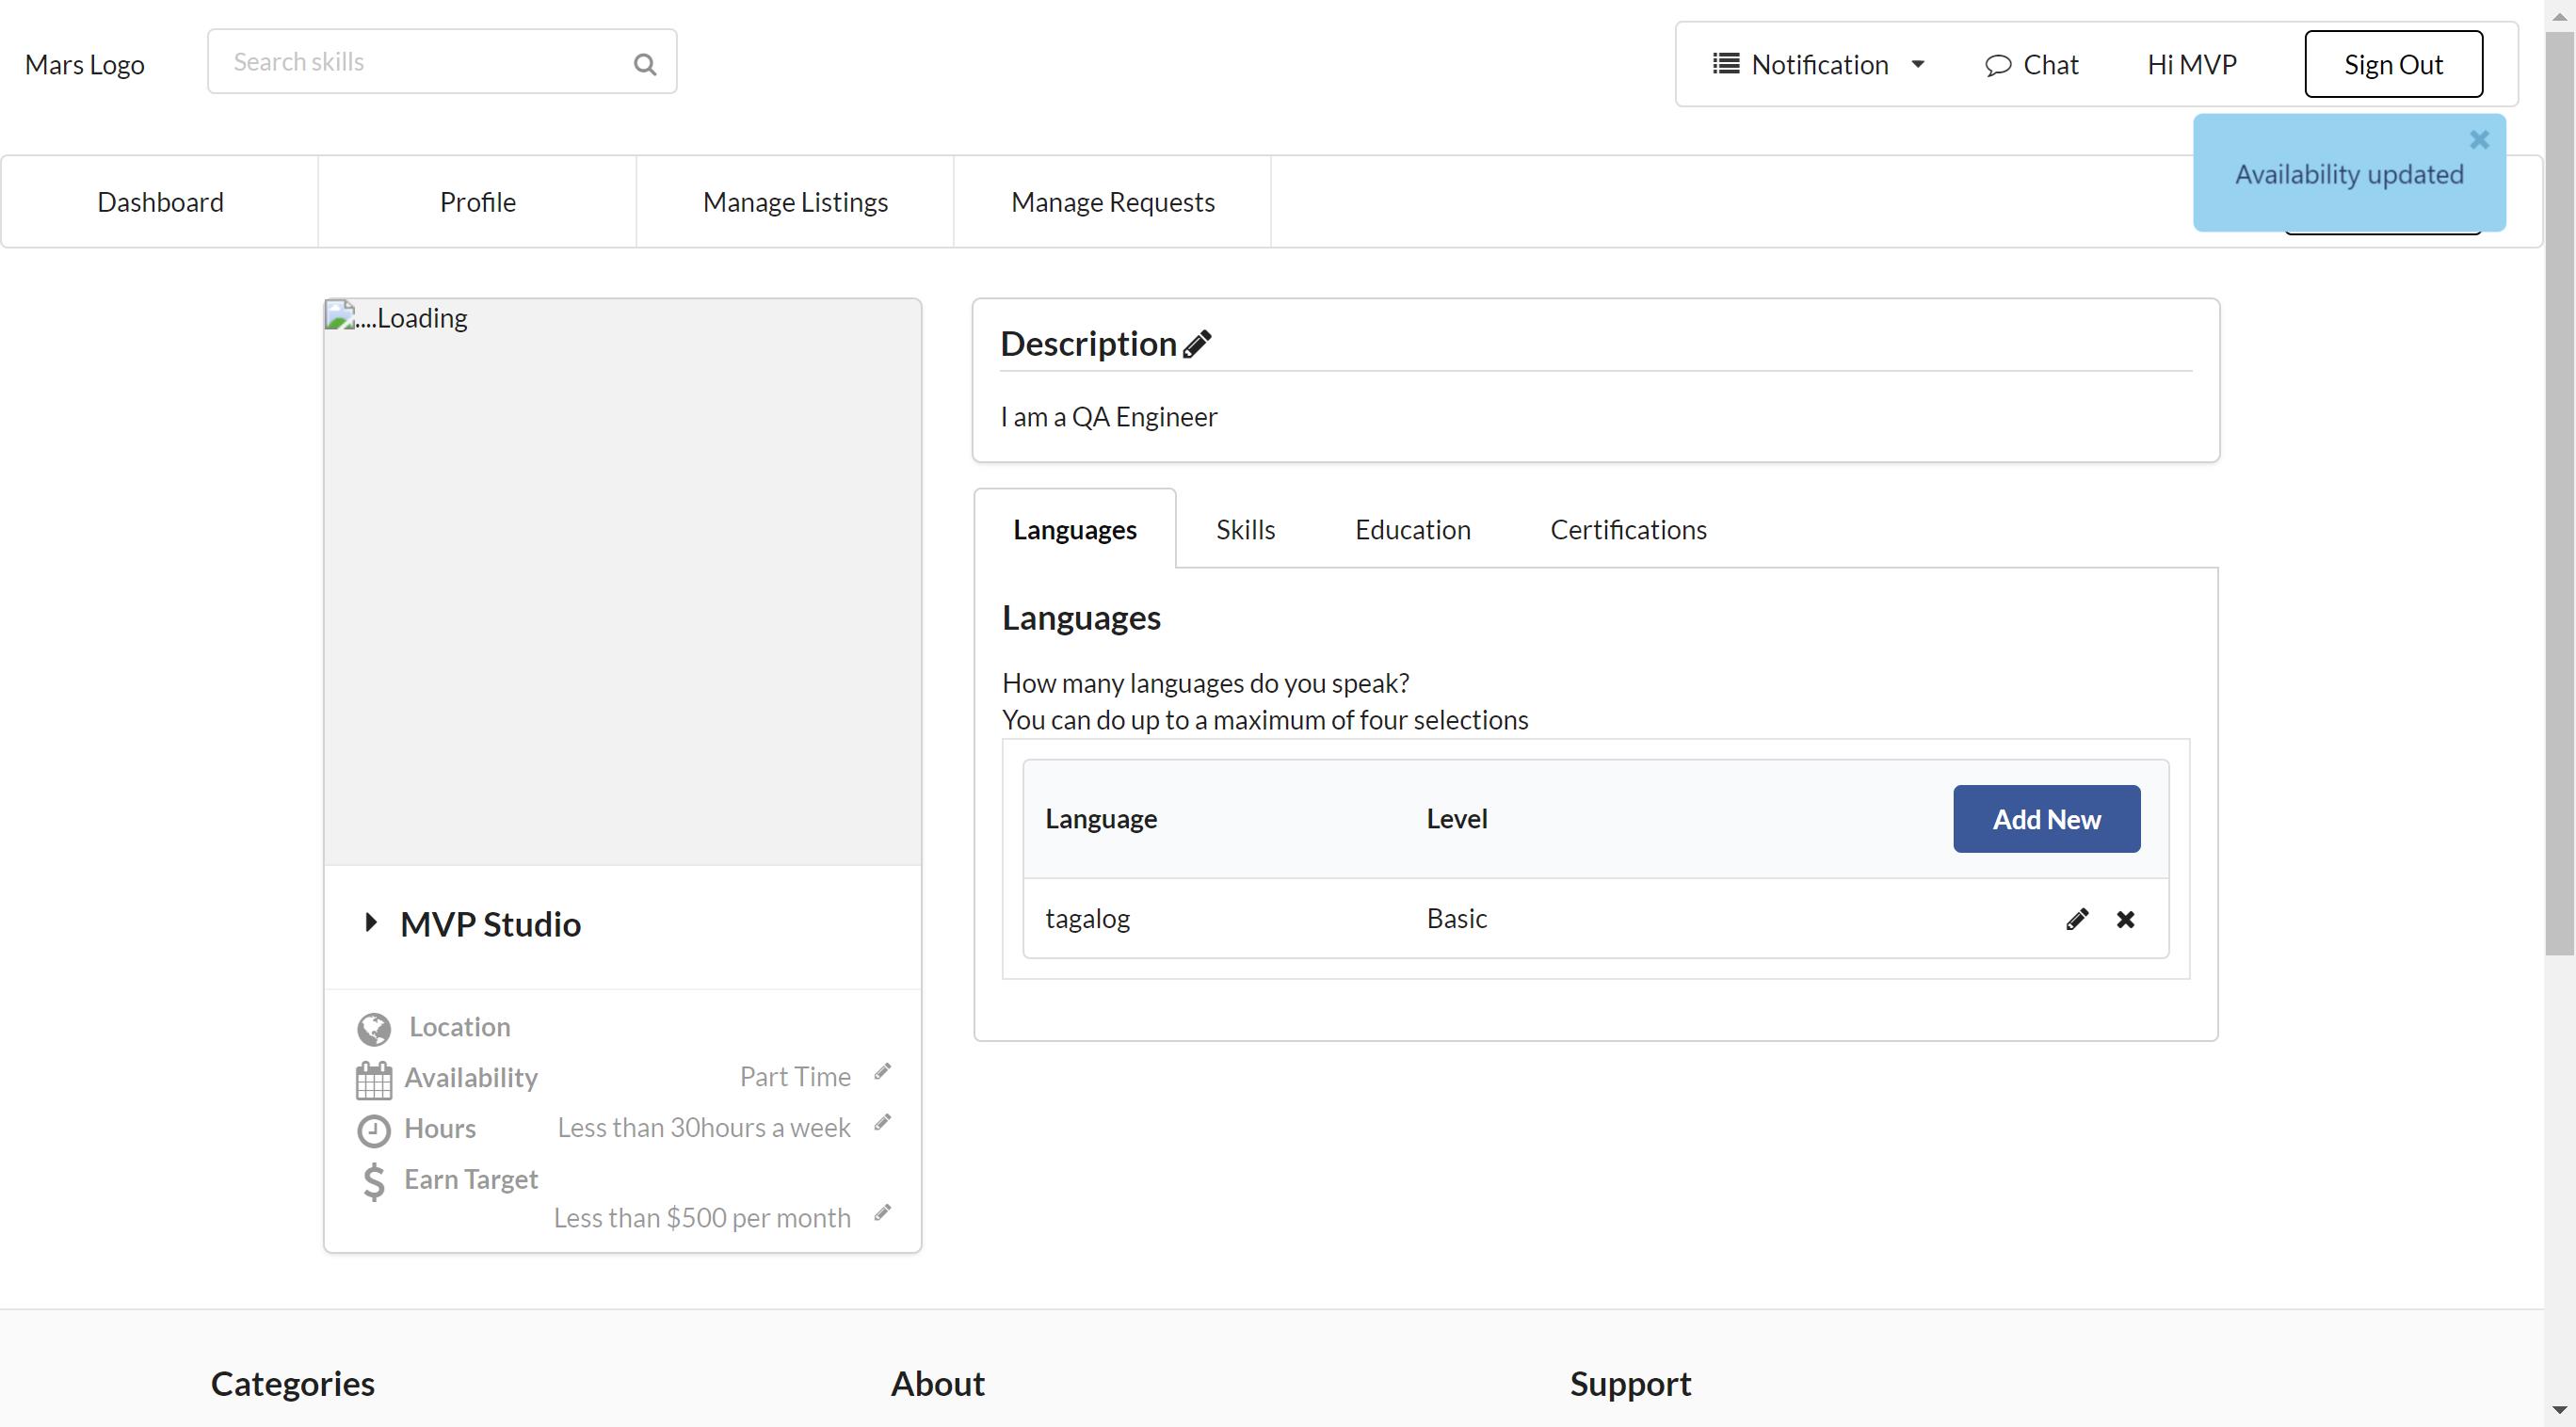 Mars Logo
Search skills
Notification
Chat
Hi MVP
Sign Out
Availability updated
Dashboard
Profile
Manage Listings
Manage Requests
....Loading
MVP Studio
Location
Availability
Part Time
Hours
Less than 30hours a week
Earn Target
Less than $500 per month
Description
I am a QA Engineer
Languages
Skills
Education
Certifications
Languages
How many languages do you speak?
You can do up to a maximum of four selections
Language
Level
Add New
tagalog
Basic
Categories
About
Support